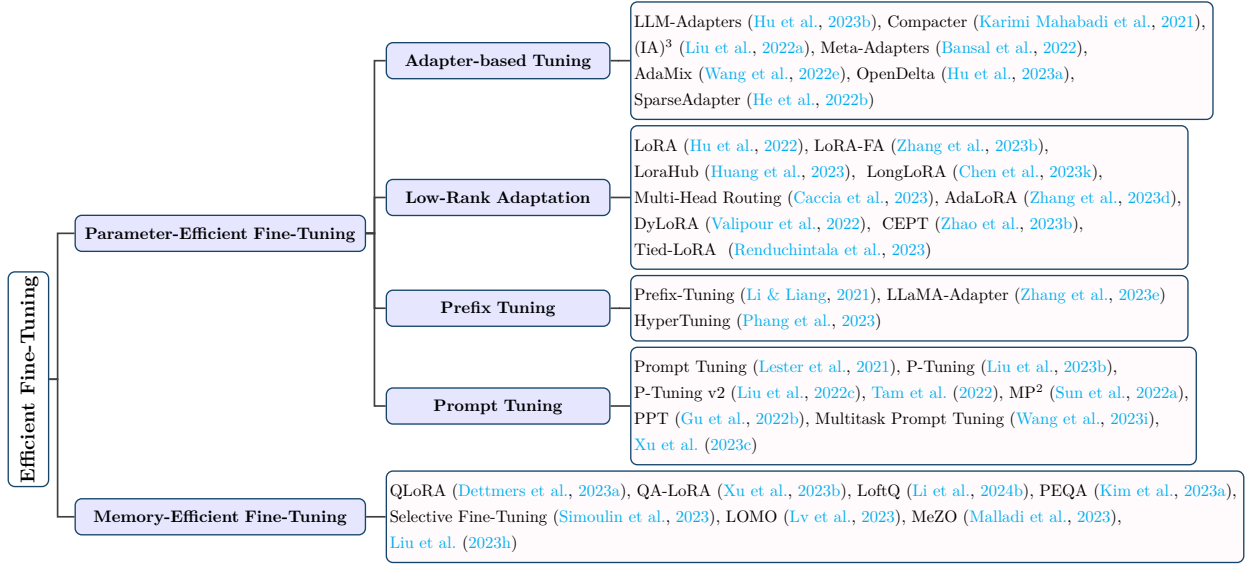 Efficient Fine-Tuning
Parameter-Efficient Fine-Tuning
Adapter-based Tuning
LLM-Adapters (Hu et al., 2023b), Compacter (Karimi Mahabadi et al., 2021),
(IA)³ (Liu et al., 2022a), Meta-Adapters (Bansal et al., 2022),
AdaMix (Wang et al., 2022e), OpenDelta (Hu et al., 2023a),
SparseAdapter (He et al., 2022b)
Low-Rank Adaptation
LoRA (Hu et al., 2022), LoRA-FA (Zhang et al., 2023b),
LoraHub (Huang et al., 2023), LongLoRA (Chen et al., 2023k),
Multi-Head Routing (Caccia et al., 2023), AdaLoRA (Zhang et al., 2023d),
DyLoRA (Valipour et al., 2022), CEPT (Zhao et al., 2023b),
Tied-LoRA (Renduchintala et al., 2023)
Prefix Tuning
Prefix-Tuning (Li & Liang, 2021), LLaMA-Adapter (Zhang et al., 2023e)
HyperTuning (Phang et al., 2023)
Prompt Tuning
Prompt Tuning (Lester et al., 2021), P-Tuning (Liu et al., 2023b),
P-Tuning v2 (Liu et al., 2022c), Tam et al. (2022), MP² (Sun et al., 2022a),
PPT (Gu et al., 2022b), Multitask Prompt Tuning (Wang et al., 2023i),
Xu et al. (2023c)
Memory-Efficient Fine-Tuning
QLoRA (Dettmers et al., 2023a), QA-LoRA (Xu et al., 2023b), LoftQ (Li et al., 2024b), PEQA (Kim et al., 2023a),
Selective Fine-Tuning (Simoulin et al., 2023), LOMO (Lv et al., 2023), MeZO (Malladi et al., 2023),
Liu et al. (2023h)